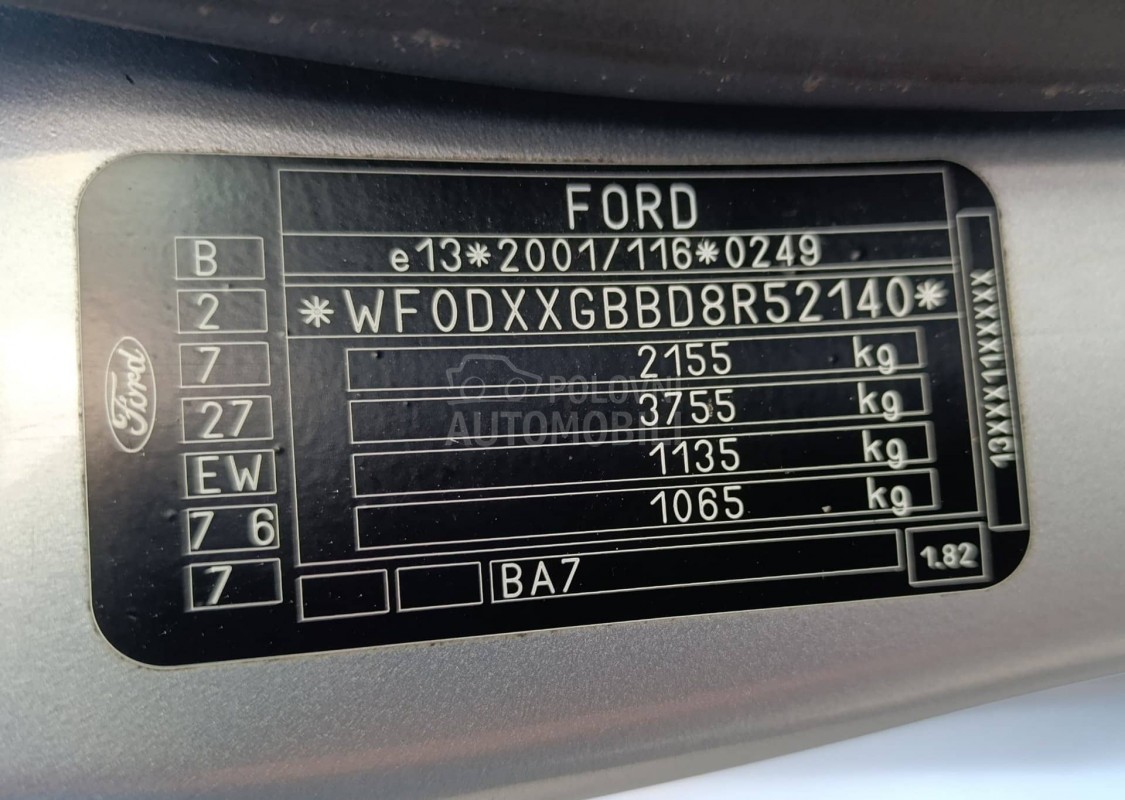 FORD
B e13*2001/116*0249
2 *WF0DXXGBBD8R52140*
7 2155 kg
27 3755 kg
EW 1135 kg
7 6 1065 kg
7 BA7 1.82
13XXX11XXXXX
Ford
POLOVNI
AUTOMOBILI